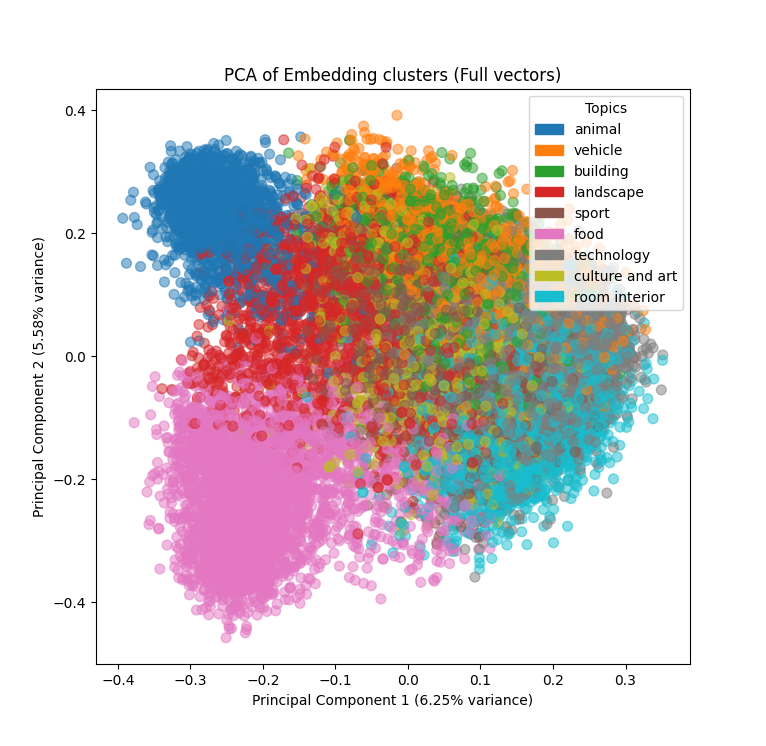 PCA of Embedding clusters (Full vectors)
Topics
animal
vehicle
building
landscape
sport
food
technology
culture and art
room interior
0.4
0.2
0.0
−0.2
−0.4
Principal Component 2 (5.58% variance)
−0.4 −0.3 −0.2 −0.1 0.0 0.1 0.2 0.3
Principal Component 1 (6.25% variance)